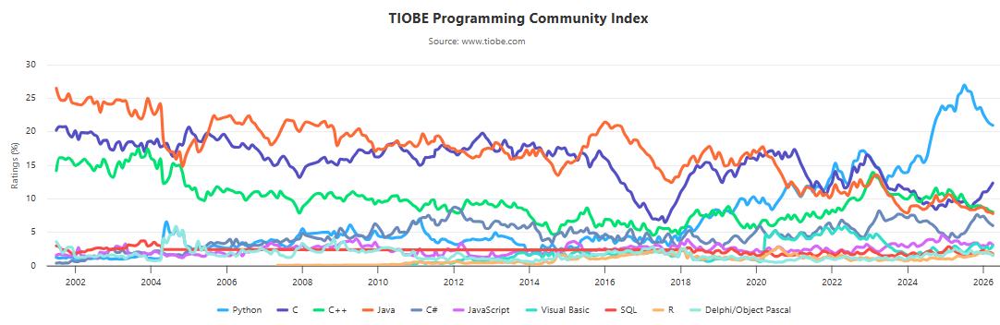 TIOBE Programming Community Index
Source: www.tiobe.com
Ratings (%)
30
25
20
15
10
5
0
2002 2004 2006 2008 2010 2012 2014 2016 2018 2020 2022 2024 2026
Python C C++ Java C# JavaScript Visual Basic SQL R Delphi/Object Pascal